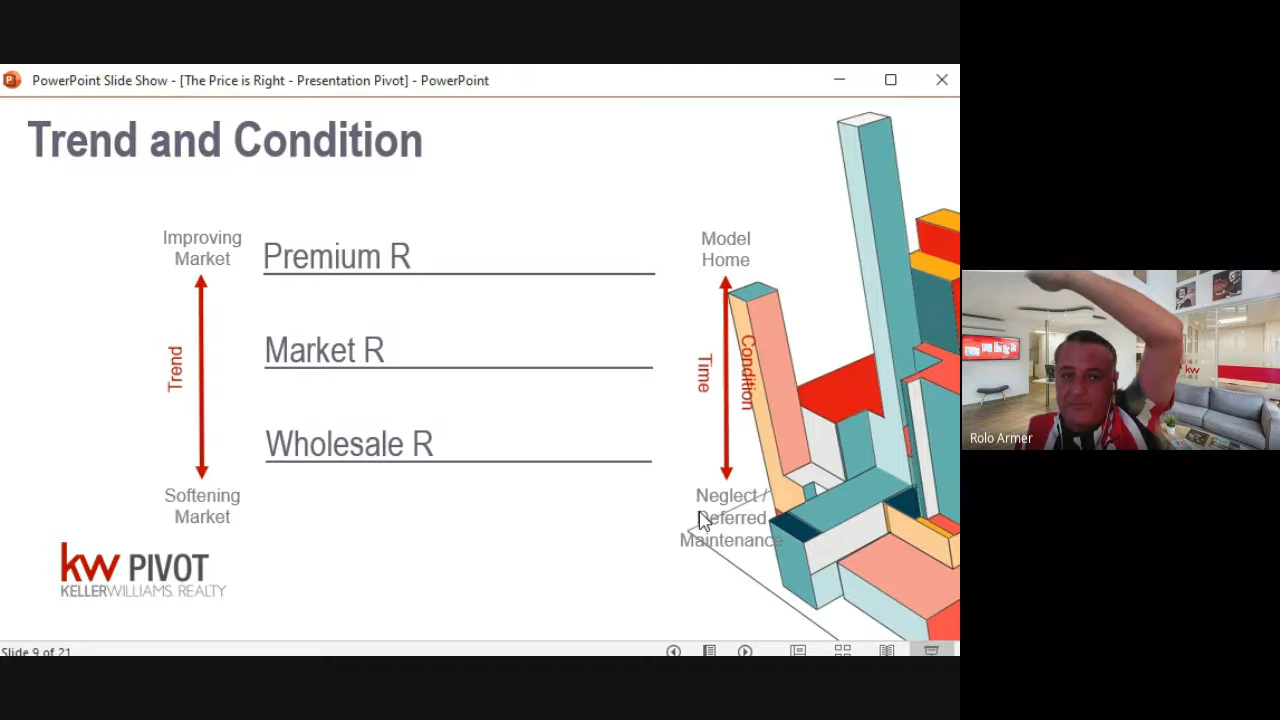 PowerPoint Slide Show - [The Price is Right - Presentation Pivot] - PowerPoint
Trend and Condition
Improving
Market
Premium R
Model
Home
Trend
Market R
Time
Condition
Wholesale R
Softening
Market
Neglect /
Deferred
Maintenance
kw PIVOT
KELLERWILLIAMS. REALTY
Slide 9 of 21
kw
Rolo Armer